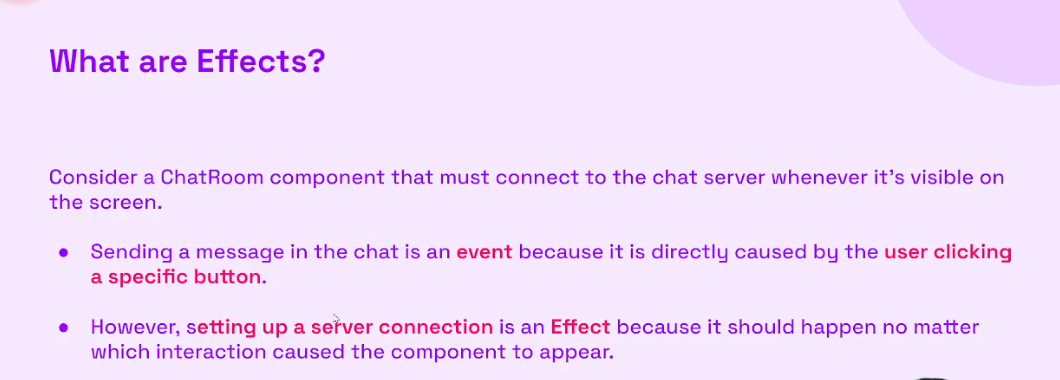 What are Effects?
Consider a ChatRoom component that must connect to the chat server whenever it's visible on
the screen.
● Sending a message in the chat is an event because it is directly caused by the user clicking
a specific button.
● However, setting up a server connection is an Effect because it should happen no matter
which interaction caused the component to appear.